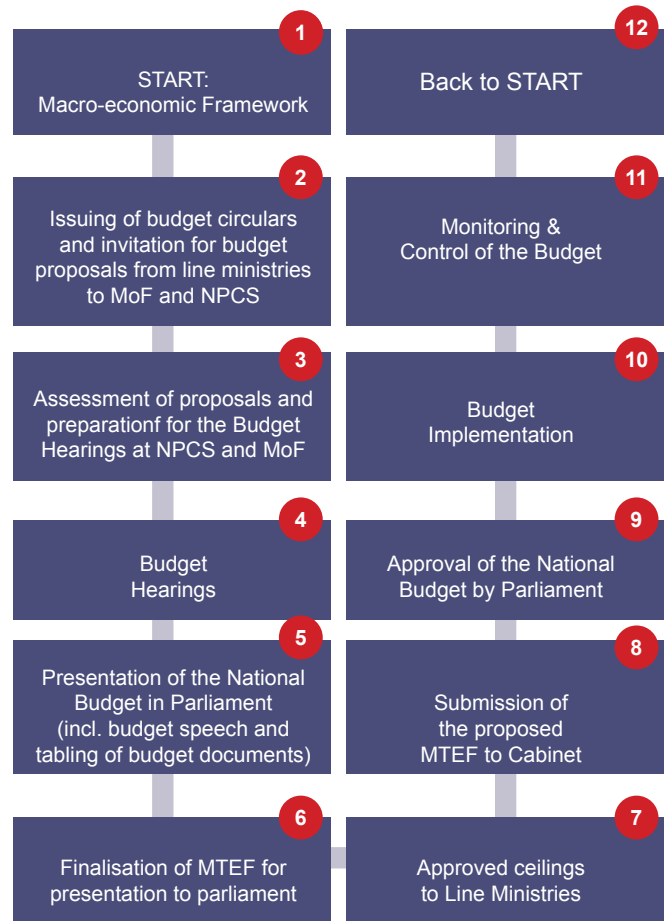 1
START:
Macro-economic Framework
2
Issuing of budget circulars
and invitation for budget
proposals from line ministries
to MoF and NPCS
3
Assessment of proposals and
preparationf for the Budget
Hearings at NPCS and MoF
4
Budget
Hearings
5
Presentation of the National
Budget in Parliament
(incl. budget speech and
tabling of budget documents)
6
Finalisation of MTEF for
presentation to parliament
7
Approved ceilings
to Line Ministries
8
Submission of
the proposed
MTEF to Cabinet
9
Approval of the National
Budget by Parliament
10
Budget
Implementation
11
Monitoring &
Control of the Budget
12
Back to START